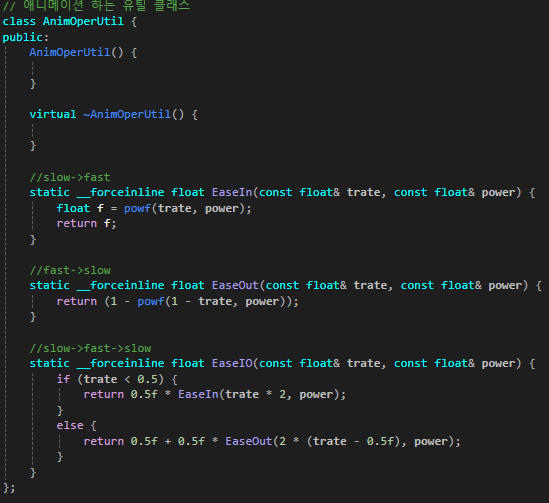 // 애니메이션 하는 유틸 클래스
class AnimOperUtil {
public:
    AnimOperUtil() {

    }

    virtual ~AnimOperUtil() {

    }

    //slow->fast
    static __forceinline float EaseIn(const float& trate, const float& power) {
        float f = powf(trate, power);
        return f;
    }

    //fast->slow
    static __forceinline float EaseOut(const float& trate, const float& power) {
        return (1 - powf(1 - trate, power));
    }

    //slow->fast->slow
    static __forceinline float EaseIO(const float& trate, const float& power) {
        if (trate < 0.5) {
            return 0.5f * EaseIn(trate * 2, power);
        }
        else {
            return 0.5f + 0.5f * EaseOut(2 * (trate - 0.5f), power);
        }
    }
};